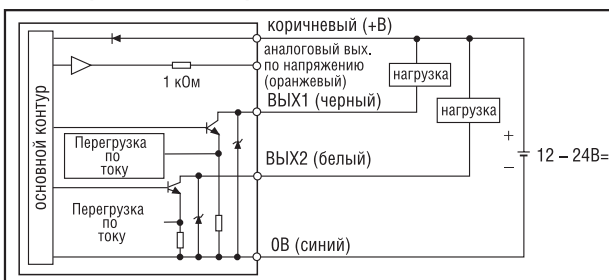 коричневый (+В)
аналоговый вых.
по напряжению
(оранжевый)
1 кОм
нагрузка
ВЫХ1 (черный)
нагрузка
основной контур
Перегрузка
по
току
+
ВЫХ2 (белый)
12 – 24В=
–
Перегрузка
по
току
0В (синий)